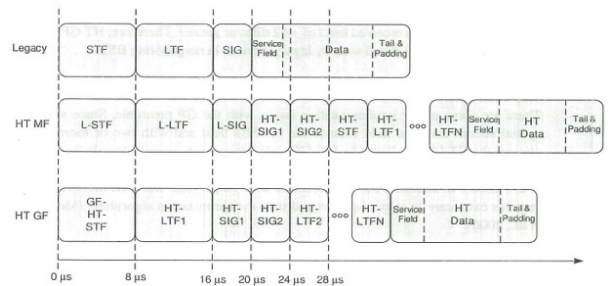 Legacy
STF
LTF
SIG
Service
Field
Data
Tail &
Padding
HT MF
L-STF
L-LTF
L-SIG
HT-
SIG1
HT-
SIG2
HT-
STF
HT-
LTF1
HT-
LTFN
Service
Field
HT
Data
Tail &
Padding
HT GF
GF-
HT-
STF
HT-
LTF1
HT-
SIG1
HT-
SIG2
HT-
LTF2
HT-
LTFN
Service
Field
HT
Data
Tail &
Padding
0 µs
8 µs
16 µs
20 µs
24 µs
28 µs